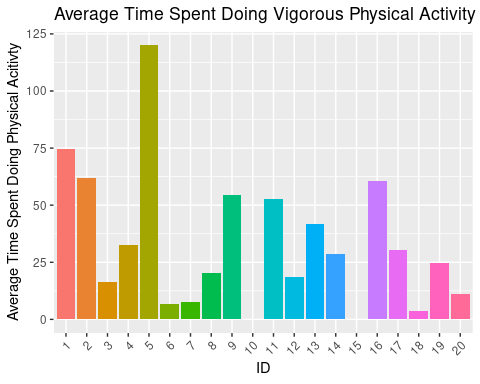 Average Time Spent Doing Vigorous Physical Activity
Average Time Spent Doing Physical Acitivty
125
100
75
50
25
0
1 2 3 4 5 6 7 8 9 10 11 12 13 14 15 16 17 18 19 20
ID